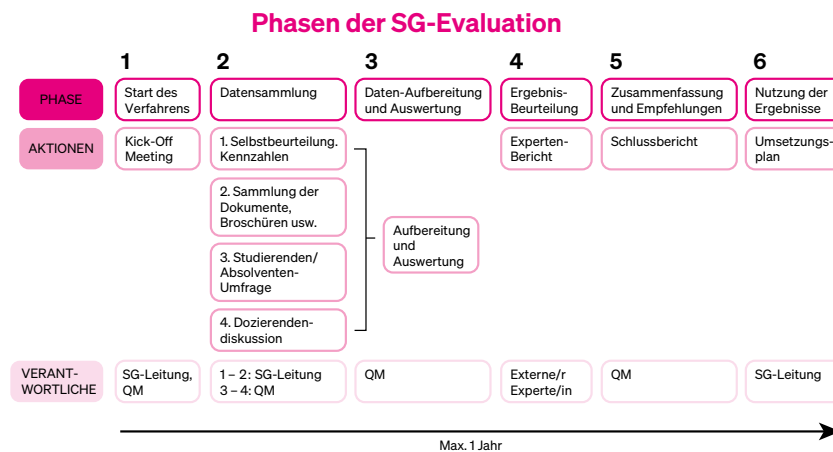 Phasen der SG-Evaluation
1
2
3
4
5
6
PHASE
Start des
Verfahrens
Datensammlung
Daten-Aufbereitung
und Auswertung
Ergebnis-
Beurteilung
Zusammenfassung
und Empfehlungen
Nutzung der
Ergebnisse
AKTIONEN
Kick-Off
Meeting
1. Selbstbeurteilung.
Kennzahlen
2. Sammlung der
Dokumente,
Broschüren usw.
3. Studierenden/
Absolventen-
Umfrage
4. Dozierenden-
diskussion
Aufbereitung
und
Auswertung
Experten-
Bericht
Schlussbericht
Umsetzungs-
plan
VERANT-
WORTLICHE
SG-Leitung,
QM
1 – 2: SG-Leitung
3 – 4: QM
QM
Externe/r
Experte/in
QM
SG-Leitung
Max. 1 Jahr